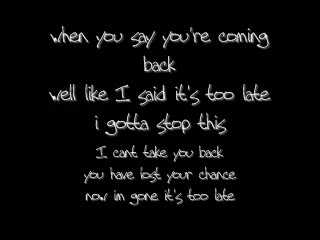 when you say you're coming
back
well like I said it's too late
i gotta stop this
I cant take you back
you have lost your chance
now im gone it's too late